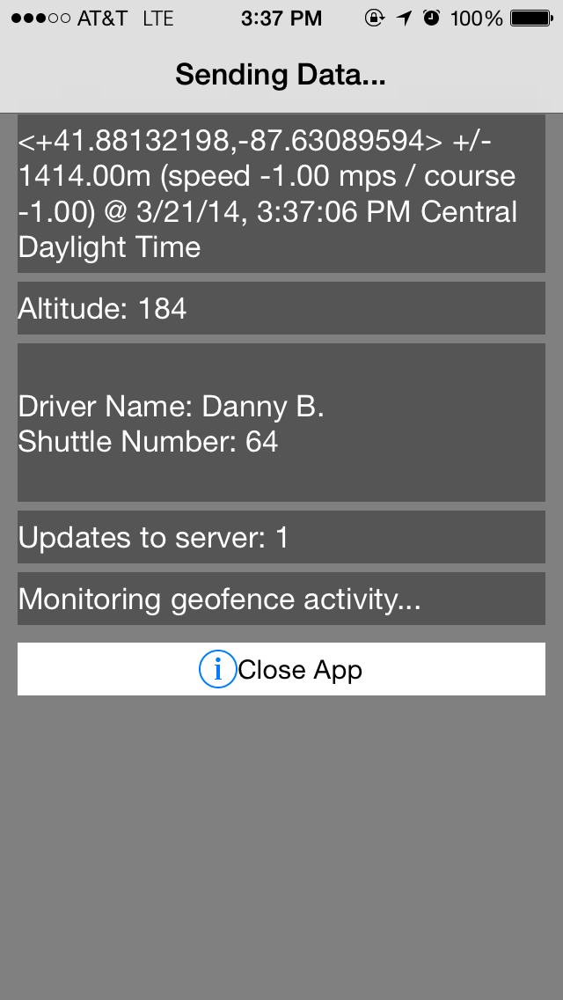 AT&T LTE 3:37 PM 100%
Sending Data...
<+41.88132198,-87.63089594> +/-
1414.00m (speed -1.00 mps / course
-1.00) @ 3/21/14, 3:37:06 PM Central
Daylight Time
Altitude: 184
Driver Name: Danny B.
Shuttle Number: 64
Updates to server: 1
Monitoring geofence activity...
Close App